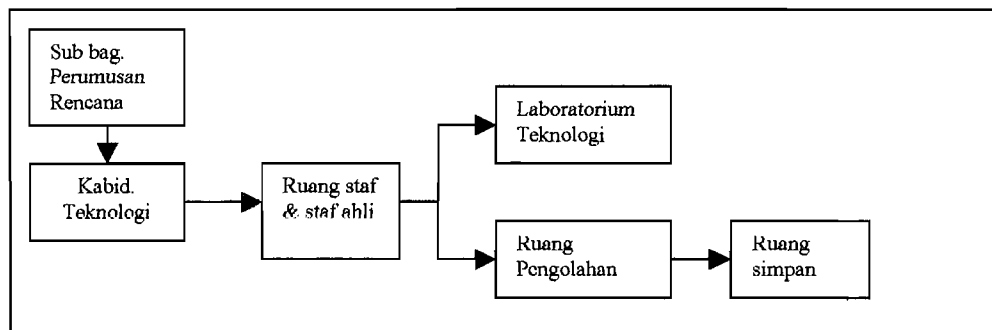 Sub bag.
Perumusan
Rencana
Laboratorium
Teknologi
Kabid.
Teknologi
Ruang staf
& staf ahli
Ruang
Pengolahan
Ruang
simpan